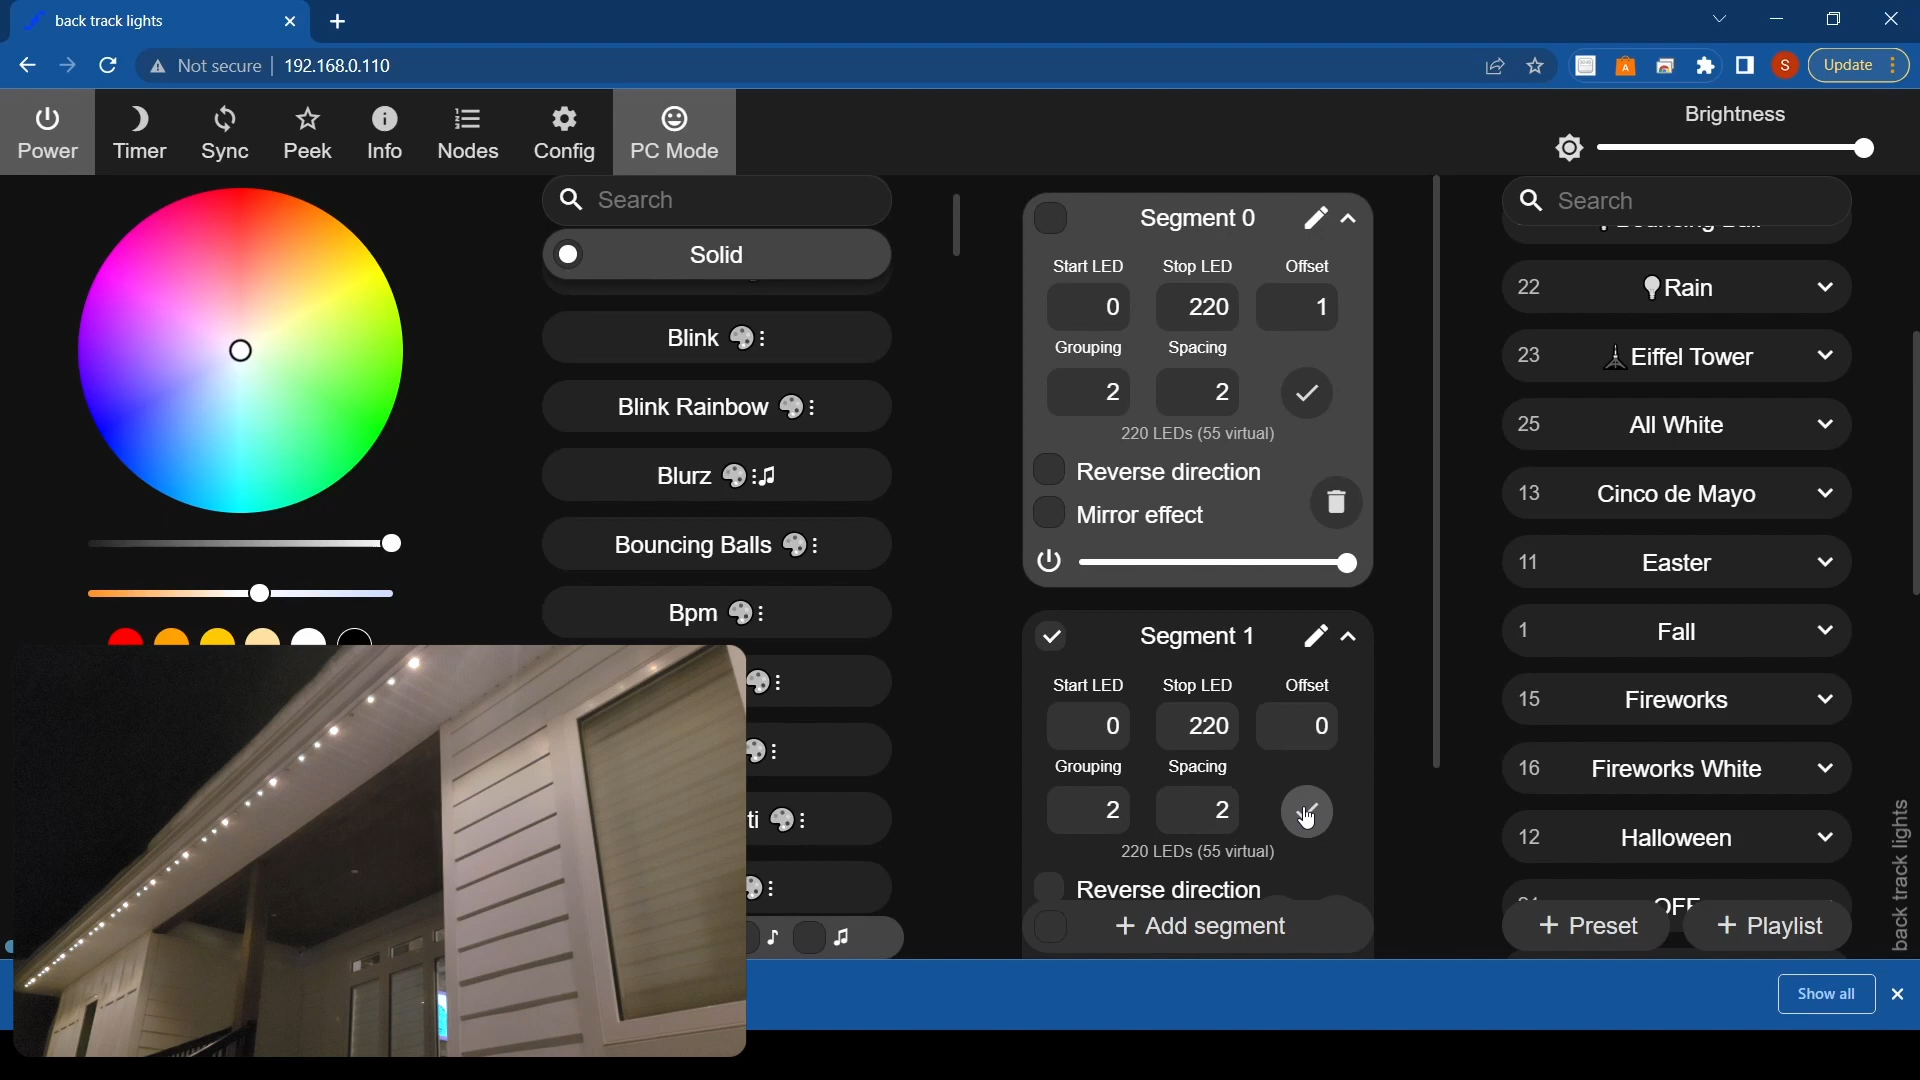 back track lights
Not secure
192.168.0.110
S
Update
Power
Timer
Sync
Peek
Info
Nodes
Config
PC Mode
Brightness
Search
Solid
Blink
Blink Rainbow
Blurz
Bouncing Balls
Bpm
ti
Segment 0
Start LED
Stop LED
Offset
0
220
1
Grouping
Spacing
2
2
220 LEDs (55 virtual)
Reverse direction
Mirror effect
Segment 1
Start LED
Stop LED
Offset
0
220
0
Grouping
Spacing
2
2
220 LEDs (55 virtual)
Reverse direction
+ Add segment
Search
22 Rain
23 Eiffel Tower
25 All White
13 Cinco de Mayo
11 Easter
1 Fall
15 Fireworks
16 Fireworks White
12 Halloween
OFF
+ Preset
+ Playlist
back track lights
Show all